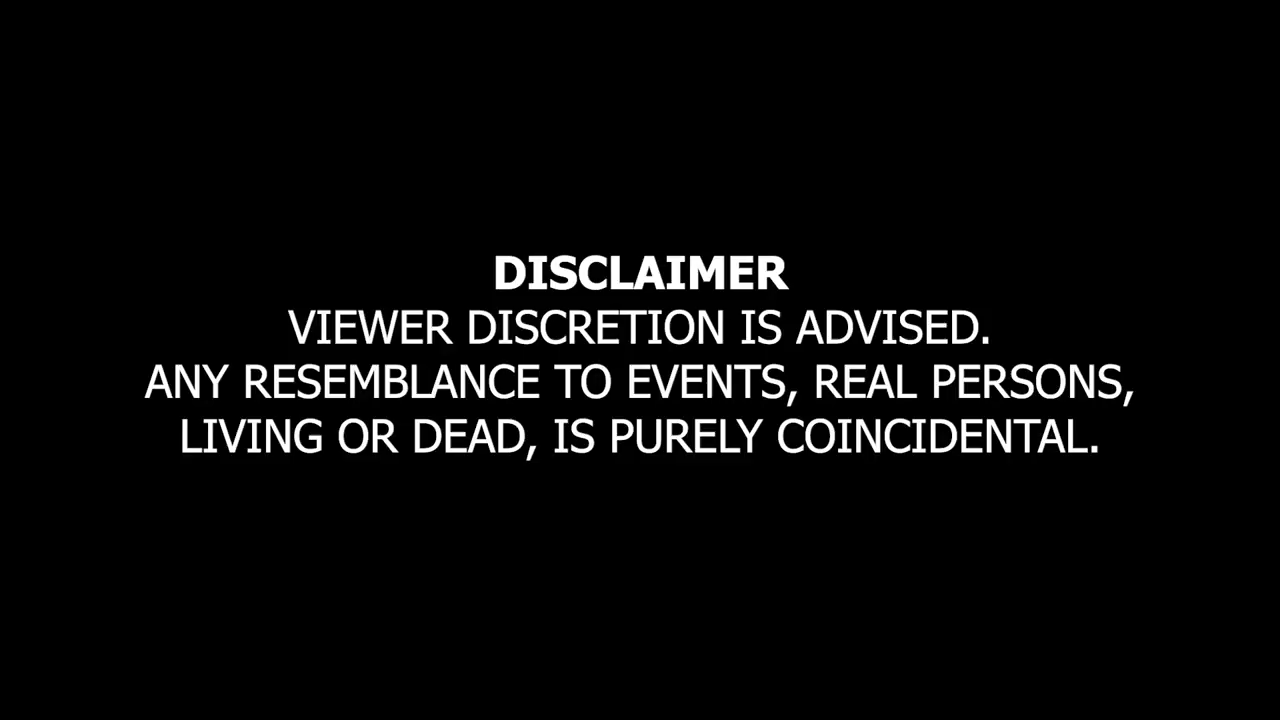 DISCLAIMER
VIEWER DISCRETION IS ADVISED.
ANY RESEMBLANCE TO EVENTS, REAL PERSONS,
LIVING OR DEAD, IS PURELY COINCIDENTAL.